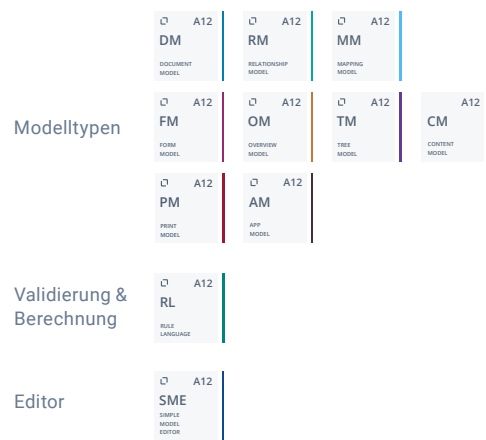 A12 A12 A12
DM RM MM
DOCUMENT MODEL RELATIONSHIP MODEL MAPPING MODEL
Modelltypen
A12 A12 A12 A12
FM OM TM CM
FORM MODEL OVERVIEW MODEL TREE MODEL CONTENT MODEL
A12 A12
PM AM
PRINT MODEL APP MODEL
Validierung &
Berechnung
A12
RL
RULE
LANGUAGE
Editor
A12
SME
SIMPLE
MODEL
EDITOR